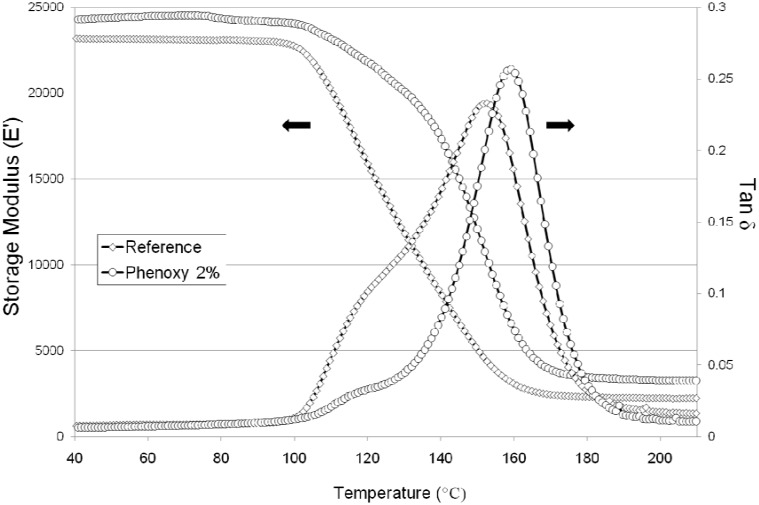 25000
20000
15000
10000
5000
0
Storage Modulus (E')
0.3
0.25
0.2
0.15
0.1
0.05
0
Tan δ
Reference
Phenoxy 2%
40 60 80 100 120 140 160 180 200
Temperature (°C)